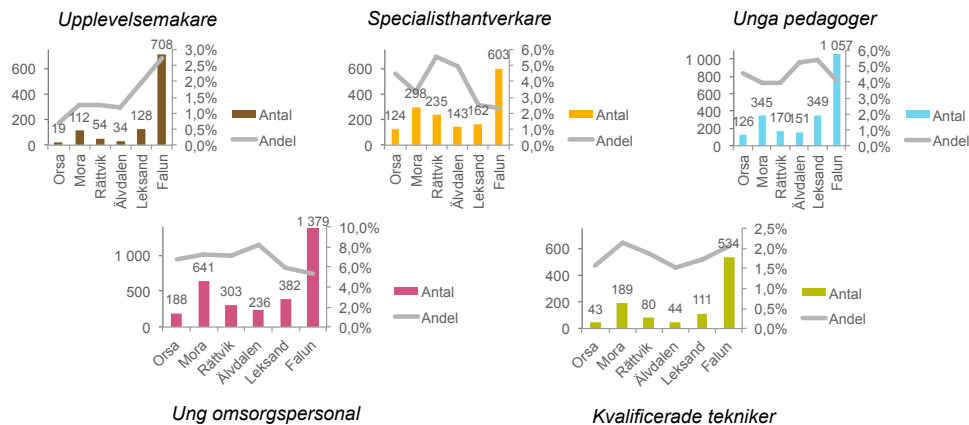 Upplevelsemakare
600
400
200
0
3,0%
2,5%
2,0%
1,5%
1,0%
0,5%
0,0%
19
112
54
34
128
708
Orsa
Mora
Rättvik
Älvdalen
Leksand
Falun
Antal
Andel
Specialisthantverkare
600
400
200
0
6,0%
5,0%
4,0%
3,0%
2,0%
1,0%
0,0%
124
298
235
143
162
603
Orsa
Mora
Rättvik
Älvdalen
Leksand
Falun
Antal
Andel
Unga pedagoger
1 000
800
600
400
200
0
6,0%
5,0%
4,0%
3,0%
2,0%
1,0%
0,0%
126
345
170
151
349
1 057
Orsa
Mora
Rättvik
Älvdalen
Leksand
Falun
Antal
Andel
1 000
500
0
10,0%
8,0%
6,0%
4,0%
2,0%
0,0%
188
641
303
236
382
1 379
Orsa
Mora
Rättvik
Älvdalen
Leksand
Falun
Antal
Andel
Ung omsorgspersonal
600
400
200
0
2,5%
2,0%
1,5%
1,0%
0,5%
0,0%
43
189
80
44
111
534
Orsa
Mora
Rättvik
Älvdalen
Leksand
Falun
Antal
Andel
Kvalificerade tekniker